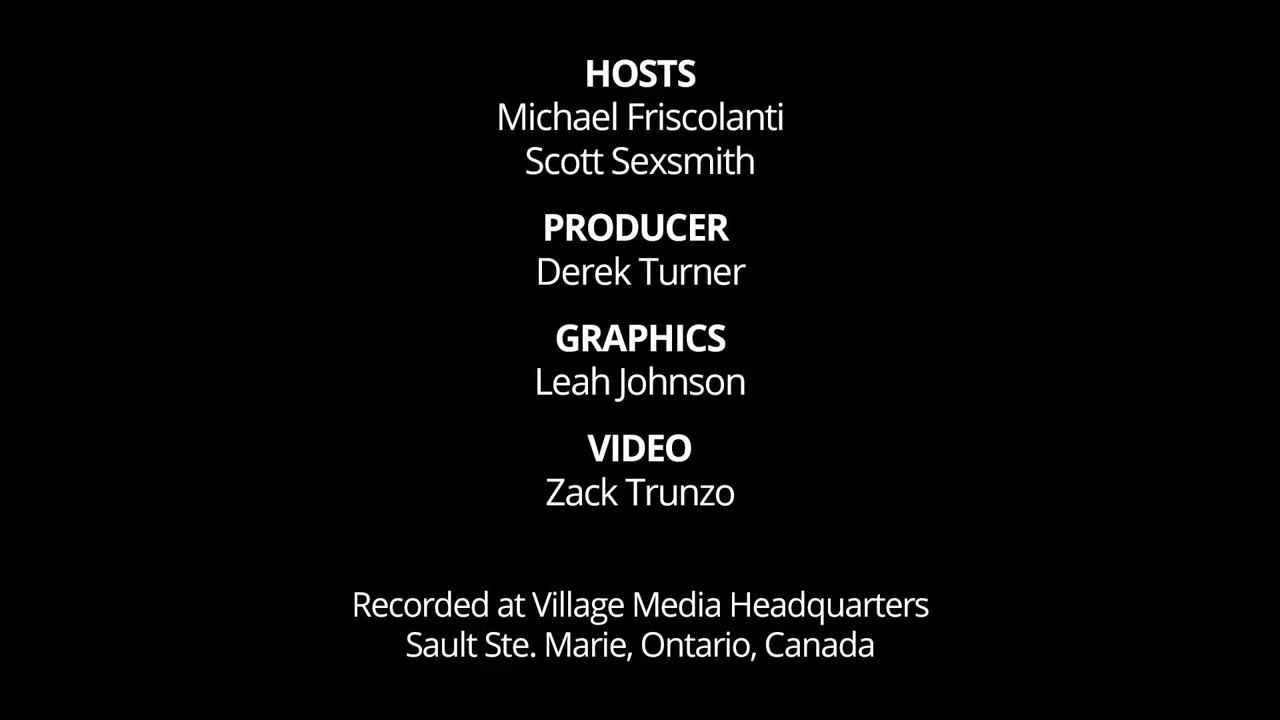 HOSTS
Michael Friscolanti
Scott Sexsmith
PRODUCER
Derek Turner
GRAPHICS
Leah Johnson
VIDEO
Zack Trunzo
Recorded at Village Media Headquarters
Sault Ste. Marie, Ontario, Canada